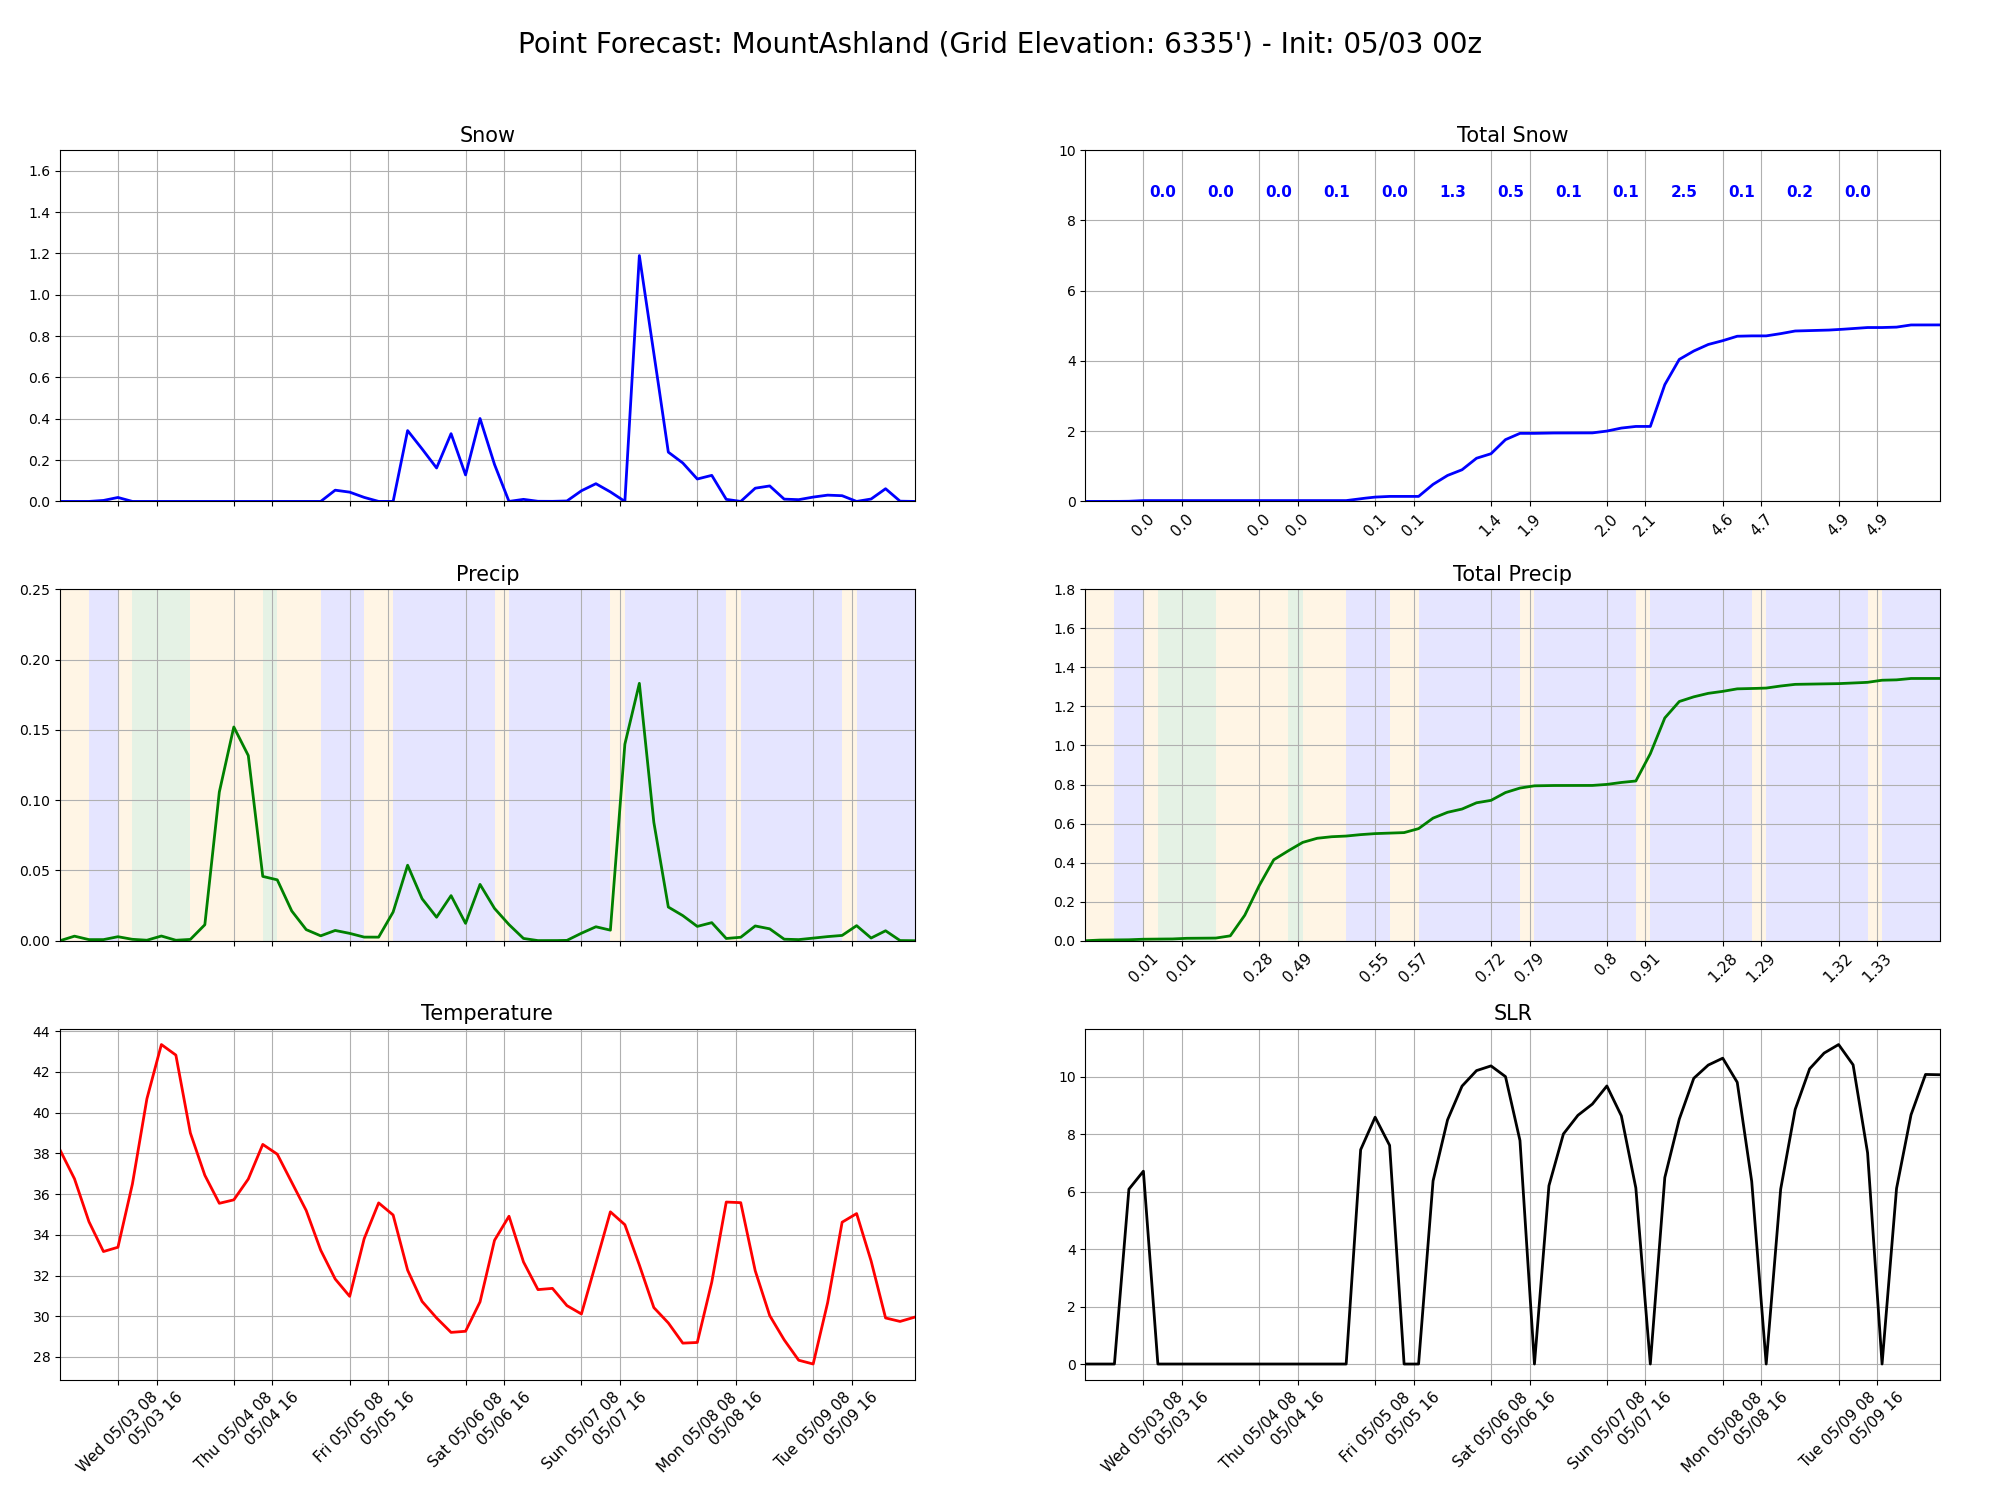 Point Forecast: MountAshland (Grid Elevation: 6335') - Init: 05/03 00z
Snow
1.6
1.4
1.2
1.0
0.8
0.6
0.4
0.2
0.0
Total Snow
10
8
6
4
2
0
0.0 0.0 0.0 0.1 0.0 1.3 0.5 0.1 0.1 2.5 0.1 0.2 0.0
0.0 0.0 0.0 0.0 0.1 0.1 1.4 1.9 2.0 2.1 4.6 4.7 4.9 4.9
Precip
0.25
0.20
0.15
0.10
0.05
0.00
Total Precip
1.8
1.6
1.4
1.2
1.0
0.8
0.6
0.4
0.2
0.0
0.01 0.01 0.28 0.49 0.55 0.57 0.72 0.79 0.8 0.91 1.28 1.29 1.32 1.33
Temperature
44
42
40
38
36
34
32
30
28
Wed 05/03 08
05/03 16
Thu 05/04 08
05/04 16
Fri 05/05 08
05/05 16
Sat 05/06 08
05/06 16
Sun 05/07 08
05/07 16
Mon 05/08 08
05/08 16
Tue 05/09 08
05/09 16
SLR
10
8
6
4
2
0
Wed 05/03 08
05/03 16
Thu 05/04 08
05/04 16
Fri 05/05 08
05/05 16
Sat 05/06 08
05/06 16
Sun 05/07 08
05/07 16
Mon 05/08 08
05/08 16
Tue 05/09 08
05/09 16